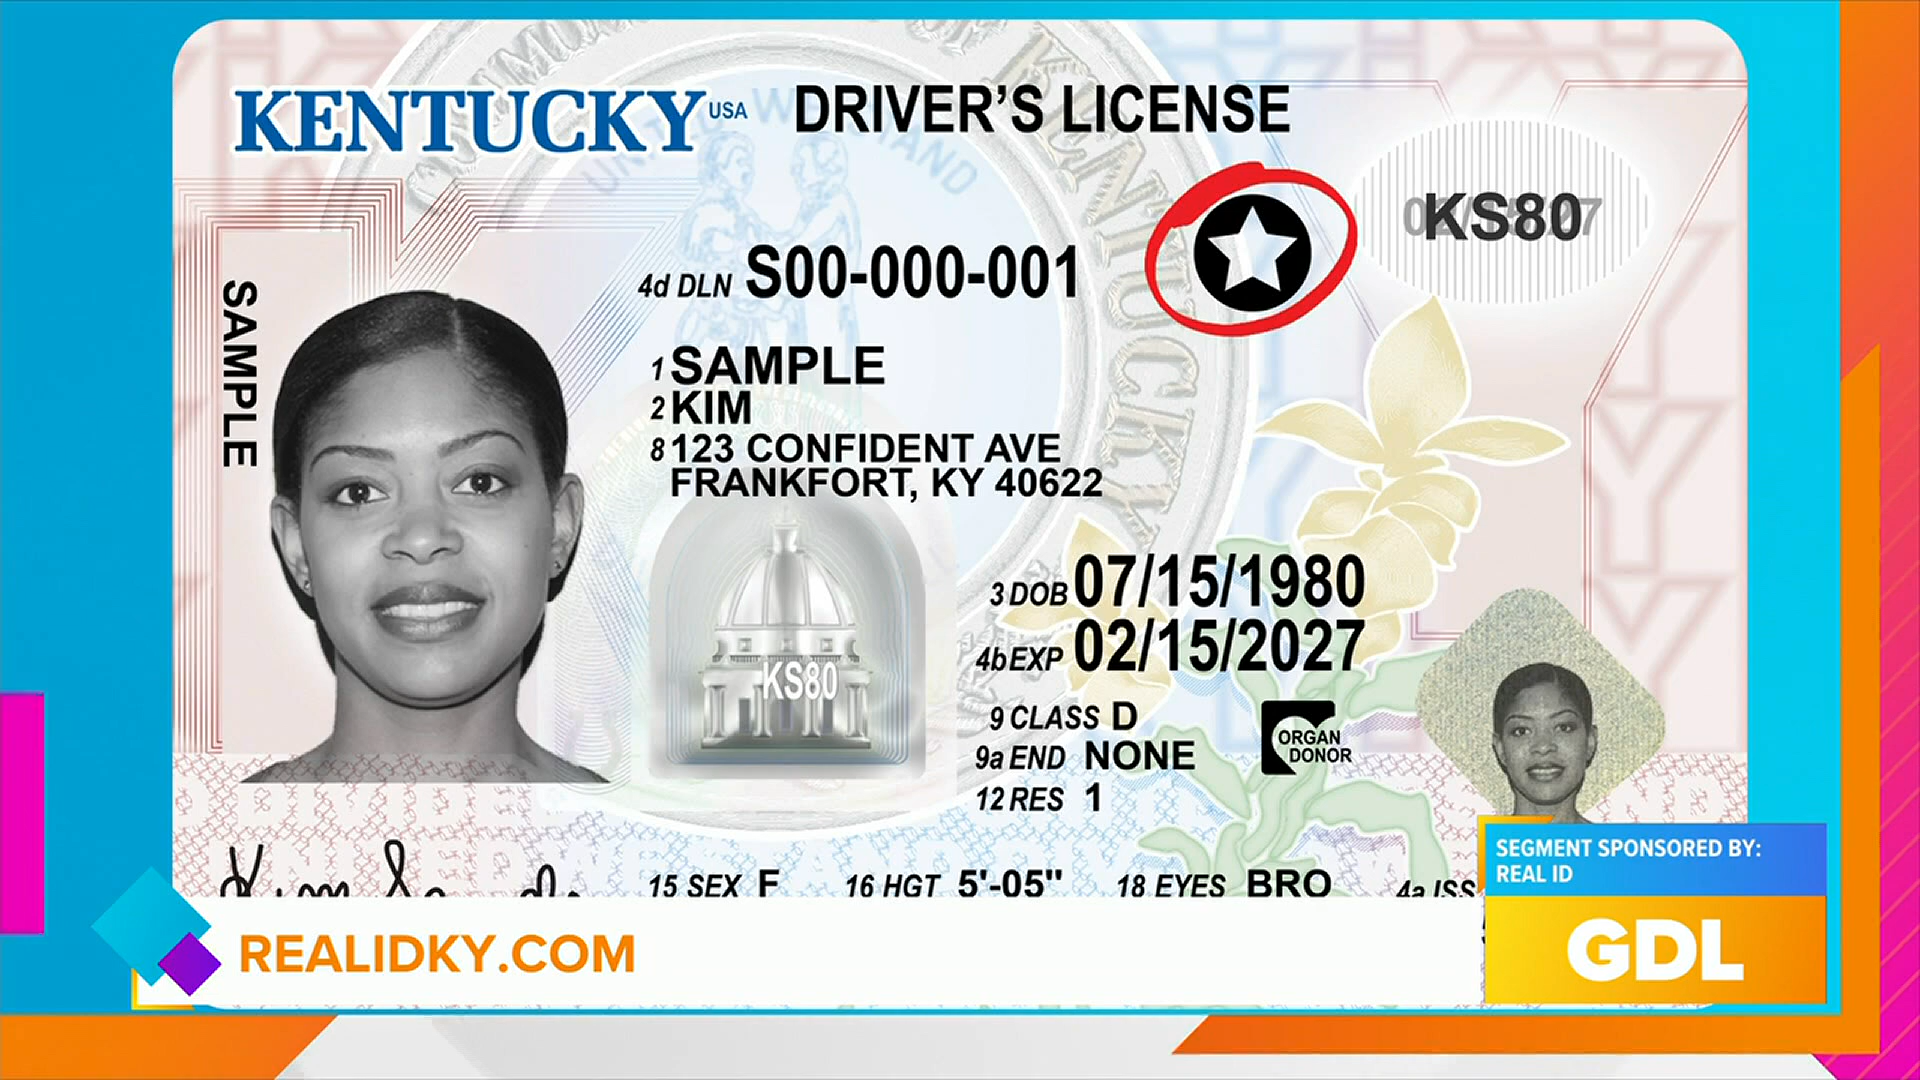 KENTUCKY USA DRIVER'S LICENSE
KS80
4d DLN S00-000-001
SAMPLE
1 SAMPLE
2 KIM
8 123 CONFIDENT AVE
FRANKFORT, KY 40622
3 DOB 07/15/1980
4b EXP 02/15/2027
KS80
9 CLASS D
9a END NONE
12 RES 1
ORGAN
DONOR
15 SEX F 16 HGT 5'-05" 18 EYES BRO 4a ISS
SEGMENT SPONSORED BY:
REAL ID
REALIDKY.COM
GDL